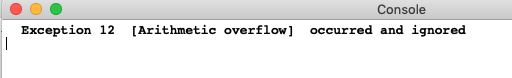 Console
Exception 12  [Arithmetic overflow]  occurred and ignored